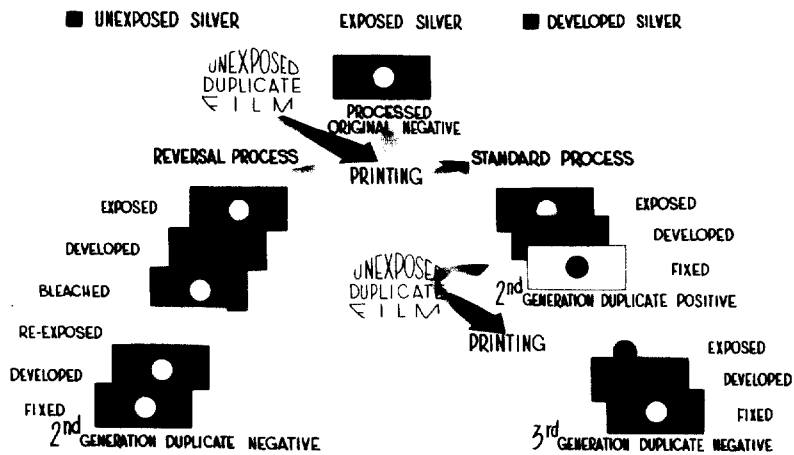 UNEXPOSED SILVER
EXPOSED SILVER
DEVELOPED SILVER
UNEXPOSED
DUPLICATE
FILM
PROCESSED
ORIGINAL NEGATIVE
REVERSAL PROCESS
PRINTING
STANDARD PROCESS
EXPOSED
DEVELOPED
BLEACHED
RE-EXPOSED
DEVELOPED
FIXED
2nd GENERATION DUPLICATE NEGATIVE
EXPOSED
DEVELOPED
FIXED
2nd GENERATION DUPLICATE POSITIVE
UNEXPOSED
DUPLICATE
FILM
PRINTING
EXPOSED
DEVELOPED
FIXED
3rd GENERATION DUPLICATE NEGATIVE